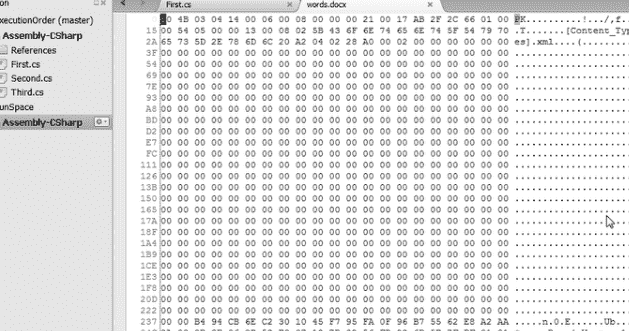 on
xecutionOrder (master)
Assembly-CSharp
References
First.cs
Second.cs
Third.cs
unSpace
Assembly-CSharp
First.cs ×
words.docx ×
0 4B 03 04 14 00 06 00 08 00 00 00 21 00 17 AB 2F 2C 66 01 00 PK..........!../,f..
15 00 54 05 00 00 13 00 08 02 5B 43 6F 6E 74 65 6E 74 5F 54 79 70 .T.......[Content_Typ
2A 65 73 5D 2E 78 6D 6C 20 A2 04 02 28 A0 00 02 00 00 00 00 00 00 es].xml ...(.........
3F 00 00 00 00 00 00 00 00 00 00 00 00 00 00 00 00 00 00 00 00 00 .....................
54 00 00 00 00 00 00 00 00 00 00 00 00 00 00 00 00 00 00 00 00 00 .....................
69 00 00 00 00 00 00 00 00 00 00 00 00 00 00 00 00 00 00 00 00 00 .....................
7E 00 00 00 00 00 00 00 00 00 00 00 00 00 00 00 00 00 00 00 00 00 .....................
93 00 00 00 00 00 00 00 00 00 00 00 00 00 00 00 00 00 00 00 00 00 .....................
A8 00 00 00 00 00 00 00 00 00 00 00 00 00 00 00 00 00 00 00 00 00 .....................
BD 00 00 00 00 00 00 00 00 00 00 00 00 00 00 00 00 00 00 00 00 00 .....................
D2 00 00 00 00 00 00 00 00 00 00 00 00 00 00 00 00 00 00 00 00 00 .....................
E7 00 00 00 00 00 00 00 00 00 00 00 00 00 00 00 00 00 00 00 00 00 .....................
FC 00 00 00 00 00 00 00 00 00 00 00 00 00 00 00 00 00 00 00 00 00 .....................
111 00 00 00 00 00 00 00 00 00 00 00 00 00 00 00 00 00 00 00 00 00 .....................
126 00 00 00 00 00 00 00 00 00 00 00 00 00 00 00 00 00 00 00 00 00 .....................
13B 00 00 00 00 00 00 00 00 00 00 00 00 00 00 00 00 00 00 00 00 00 .....................
150 00 00 00 00 00 00 00 00 00 00 00 00 00 00 00 00 00 00 00 00 00 .....................
165 00 00 00 00 00 00 00 00 00 00 00 00 00 00 00 00 00 00 00 00 00 .....................
17A 00 00 00 00 00 00 00 00 00 00 00 00 00 00 00 00 00 00 00 00 00 .....................
18F 00 00 00 00 00 00 00 00 00 00 00 00 00 00 00 00 00 00 00 00 00 .....................
1A4 00 00 00 00 00 00 00 00 00 00 00 00 00 00 00 00 00 00 00 00 00 .....................
1B9 00 00 00 00 00 00 00 00 00 00 00 00 00 00 00 00 00 00 00 00 00 .....................
1CE 00 00 00 00 00 00 00 00 00 00 00 00 00 00 00 00 00 00 00 00 00 .....................
1E3 00 00 00 00 00 00 00 00 00 00 00 00 00 00 00 00 00 00 00 00 00 .....................
1F8 00 00 00 00 00 00 00 00 00 00 00 00 00 00 00 00 00 00 00 00 00 .....................
20D 00 00 00 00 00 00 00 00 00 00 00 00 00 00 00 00 00 00 00 00 00 .....................
222 00 00 00 00 00 00 00 00 00 00 00 00 00 00 00 00 00 00 00 00 00 .....................
237 00 00 B4 94 CB 6E C2 30 10 45 F7 95 FA 0F 96 B7 55 62 E8 A2 AA .....n.0.E......Ub...